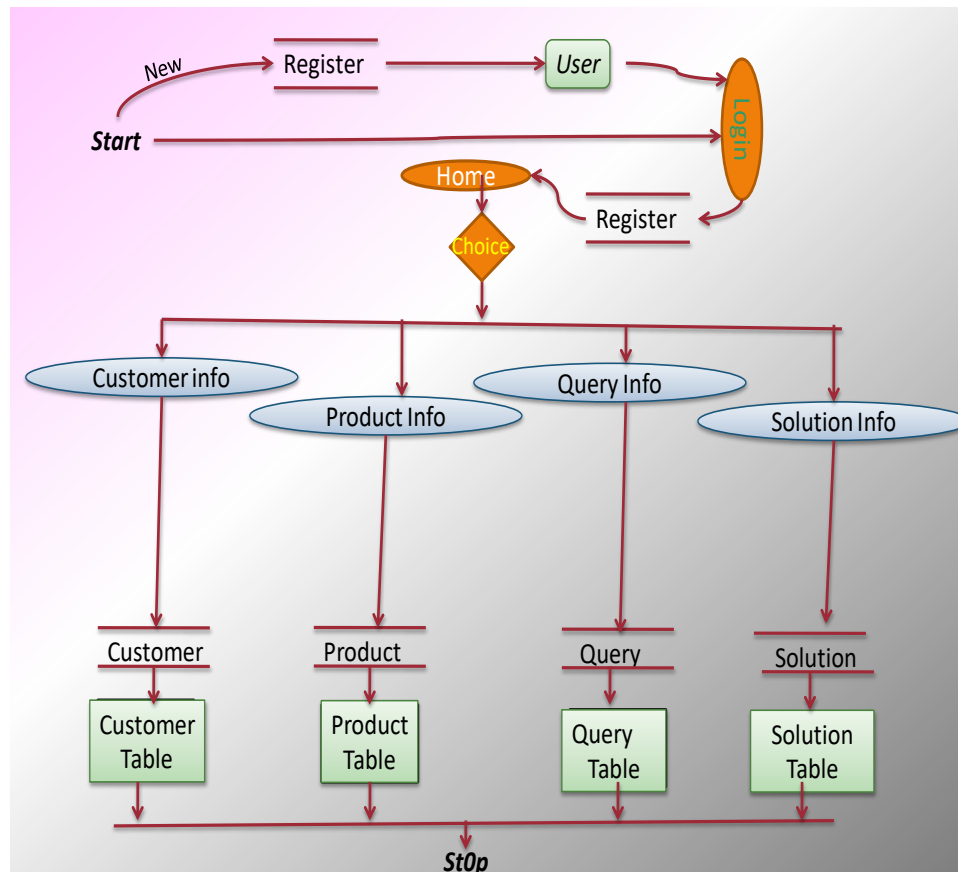 New
Register
User
Login
Start
Home
Register
Choice
Customer info
Query Info
Product Info
Solution Info
Customer
Product
Query
Solution
Customer
Table
Product
Table
Query
Table
Solution
Table
St0p